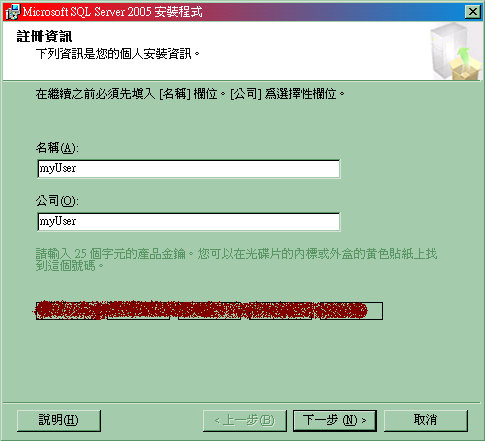 Microsoft SQL Server 2005 安裝程式
註冊資訊
下列資訊是您的個人安裝資訊。
在繼續之前必須先填入 [名稱] 欄位。[公司] 為選擇性欄位。
名稱(A):
myUser
公司(O):
myUser
請輸入 25 個字元的產品金鑰。您可以在光碟片的內標或外盒的黃色貼紙上找
到這個號碼。
說明(H)
< 上一步(B)
下一步 (N) >
取消